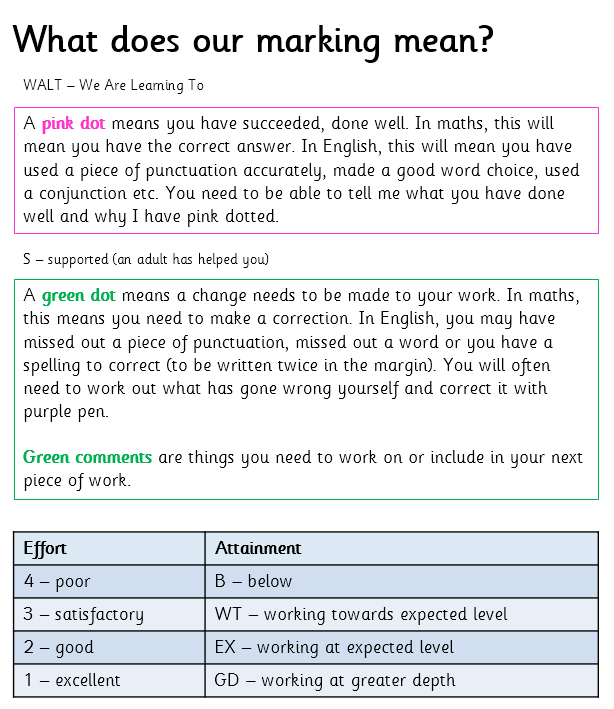 What does our marking mean?
WALT – We Are Learning To
A pink dot means you have succeeded, done well. In maths, this will
mean you have the correct answer. In English, this will mean you have
used a piece of punctuation accurately, made a good word choice, used
a conjunction etc. You need to be able to tell me what you have done
well and why I have pink dotted.
S – supported (an adult has helped you)
A green dot means a change needs to be made to your work. In maths,
this means you need to make a correction. In English, you may have
missed out a piece of punctuation, missed out a word or you have a
spelling to correct (to be written twice in the margin). You will often
need to work out what has gone wrong yourself and correct it with
purple pen.
Green comments are things you need to work on or include in your next
piece of work.
Effort Attainment
4 – poor B – below
3 – satisfactory WT – working towards expected level
2 – good EX – working at expected level
1 – excellent GD – working at greater depth